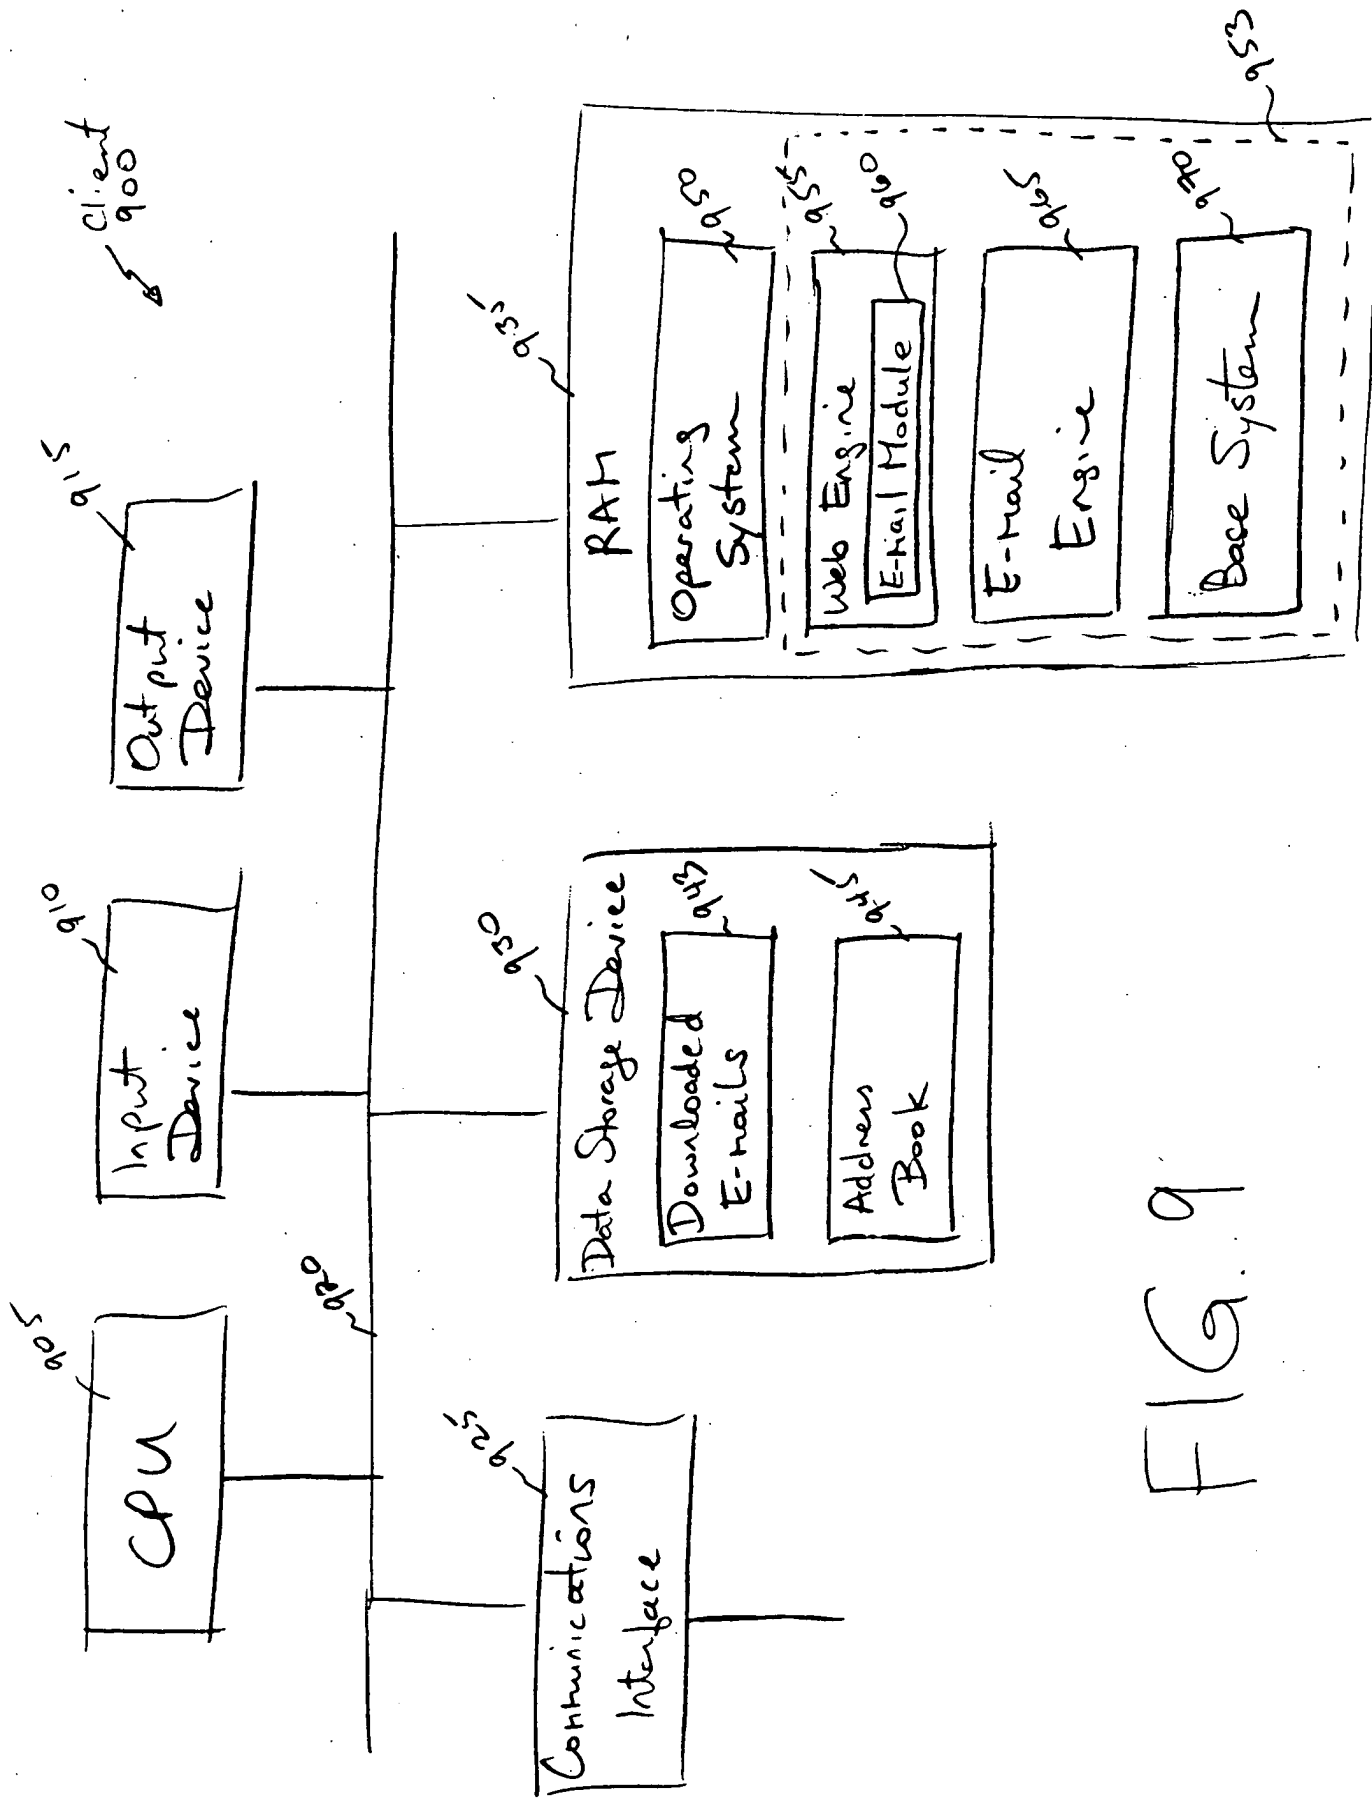 Client
900
905
CPU
910
Input
Device
915
Output
Device
920
925
Communications
Interface
930
Data Storage Device
943
Downloaded
E-mails
945
Address
Book
935
RAM
950
Operating
System
955
Web Engine
960
E-Mail Module
965
E-Mail
Engine
970
Base System
953
FIG. 9